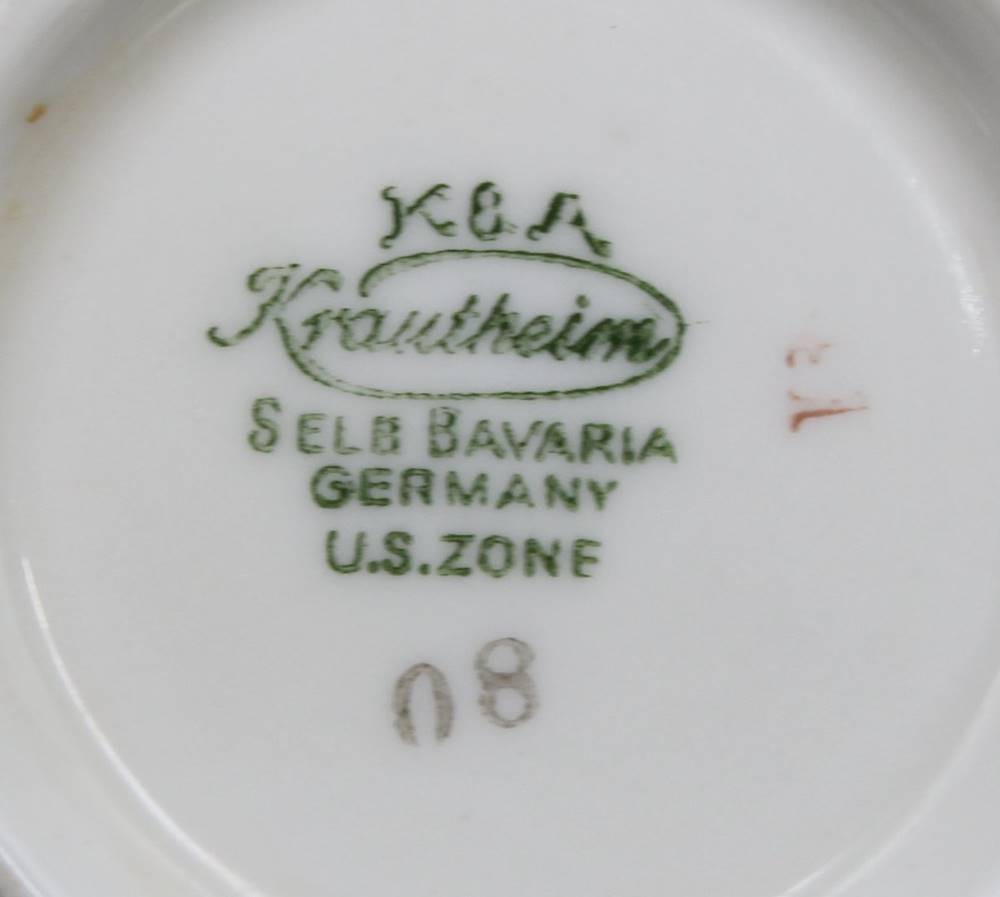 K & A
Krautheim
SELB BAVARIA
GERMANY
U.S. ZONE
08